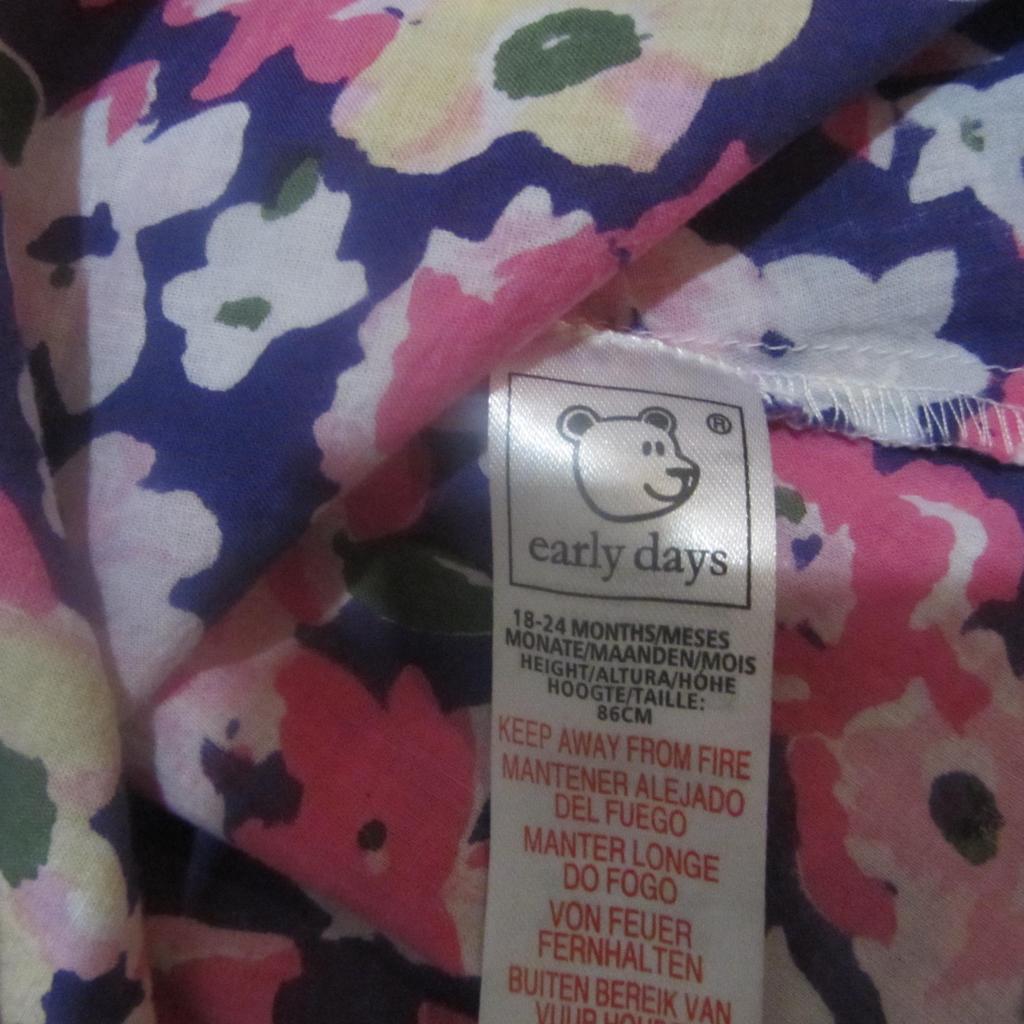 ®
early days
18-24 MONTHS/MESES
MONATE/MAANDEN/MOIS
HEIGHT/ALTURA/HÖHE
HOOGTE/TAILLE:
86CM
KEEP AWAY FROM FIRE
MANTENER ALEJADO
DEL FUEGO
MANTER LONGE
DO FOGO
VON FEUER
FERNHALTEN
BUITEN BEREIK VAN
VUUR